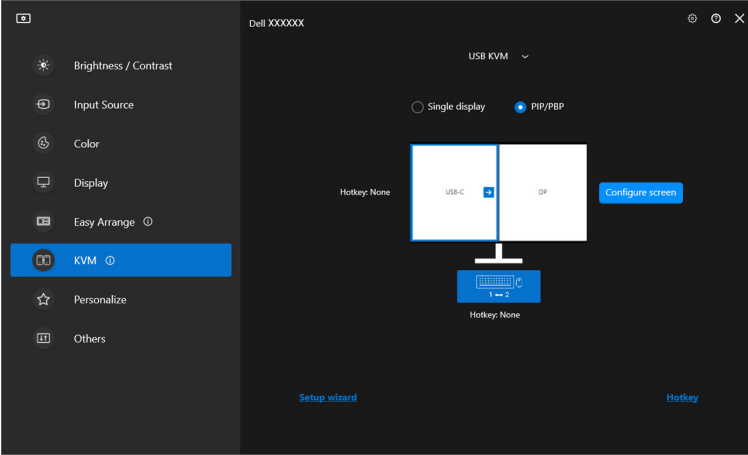 Dell XXXXXX
USB KVM
Brightness / Contrast
Input Source
Color
Display
Easy Arrange
KVM
Personalize
Others
Single display
PIP/PBP
Hotkey: None
USB-C
DP
Configure screen
1 ↔ 2
Hotkey: None
Setup wizard
Hotkey